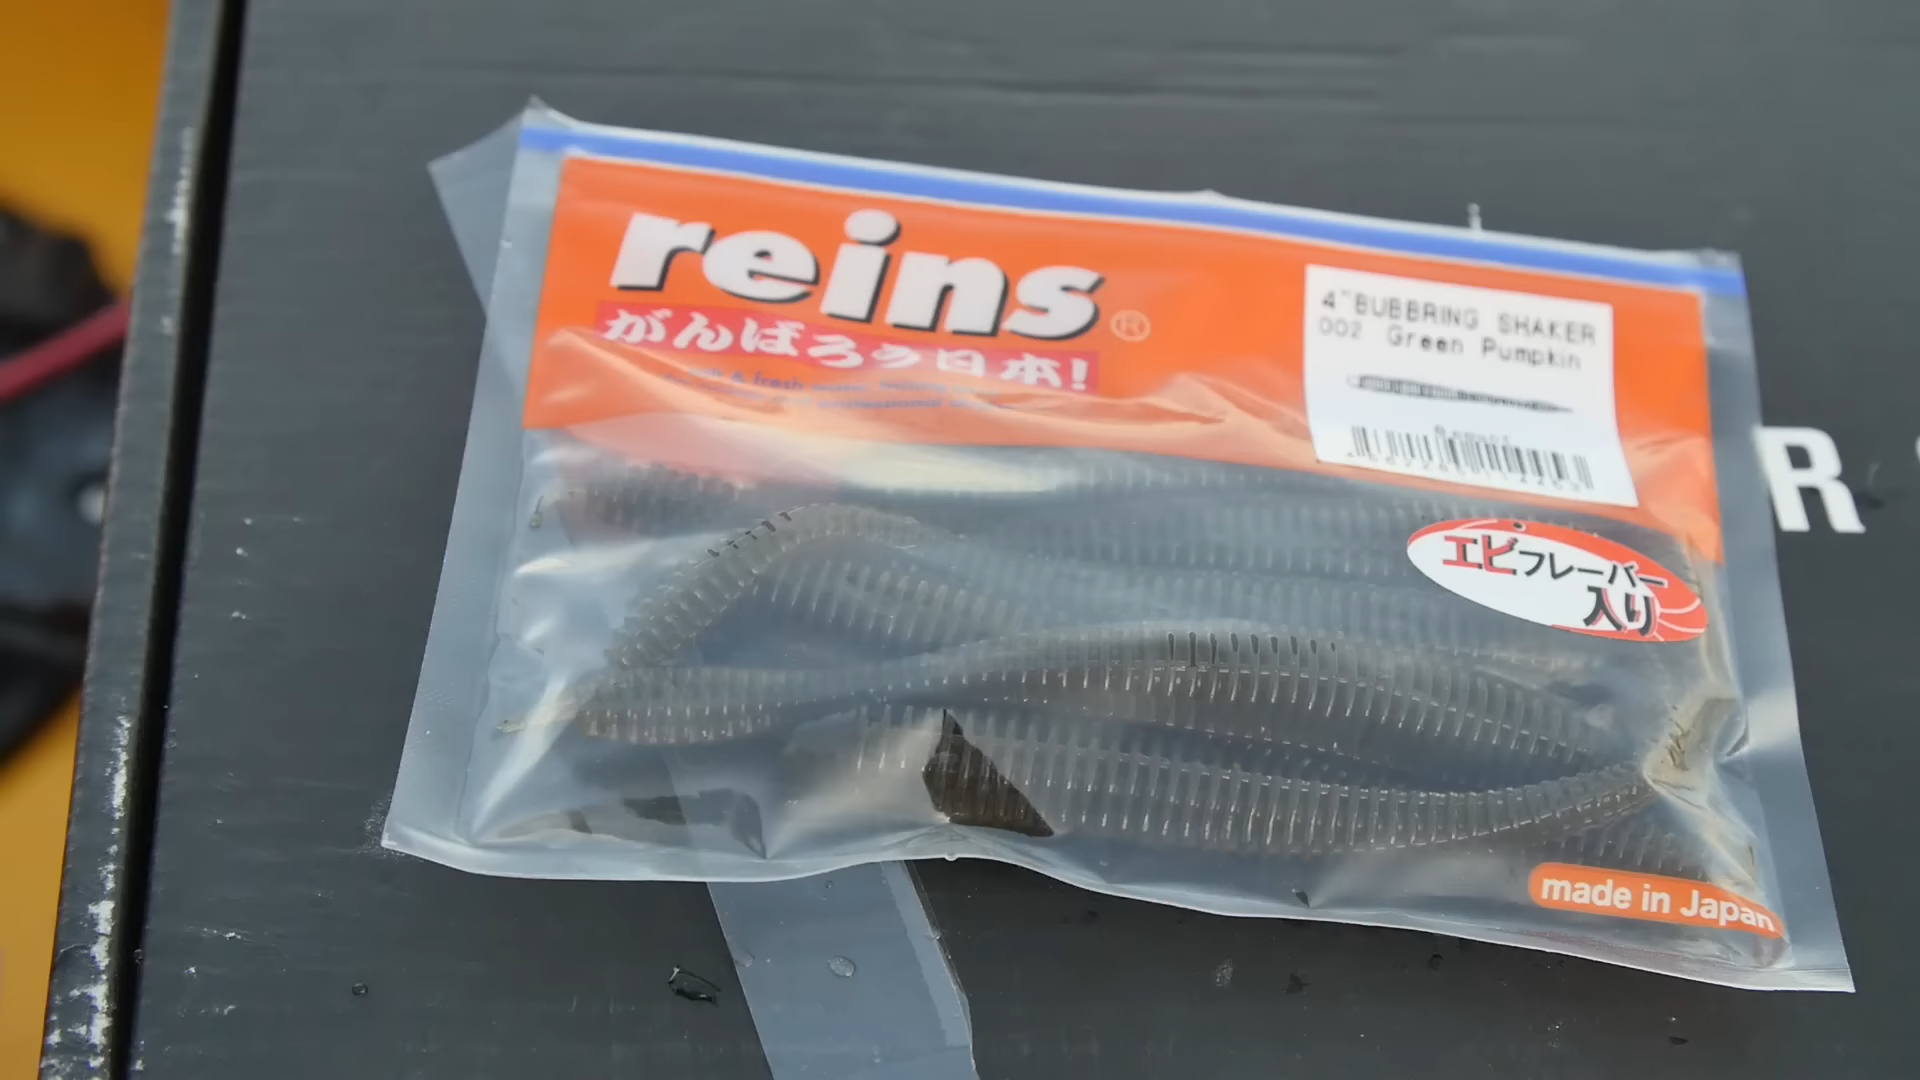 reins®
がんばろう日本!
4"BUBBRING SHAKER
002 Green Pumpkin
エビフレーバー
入り
made in Japan
R